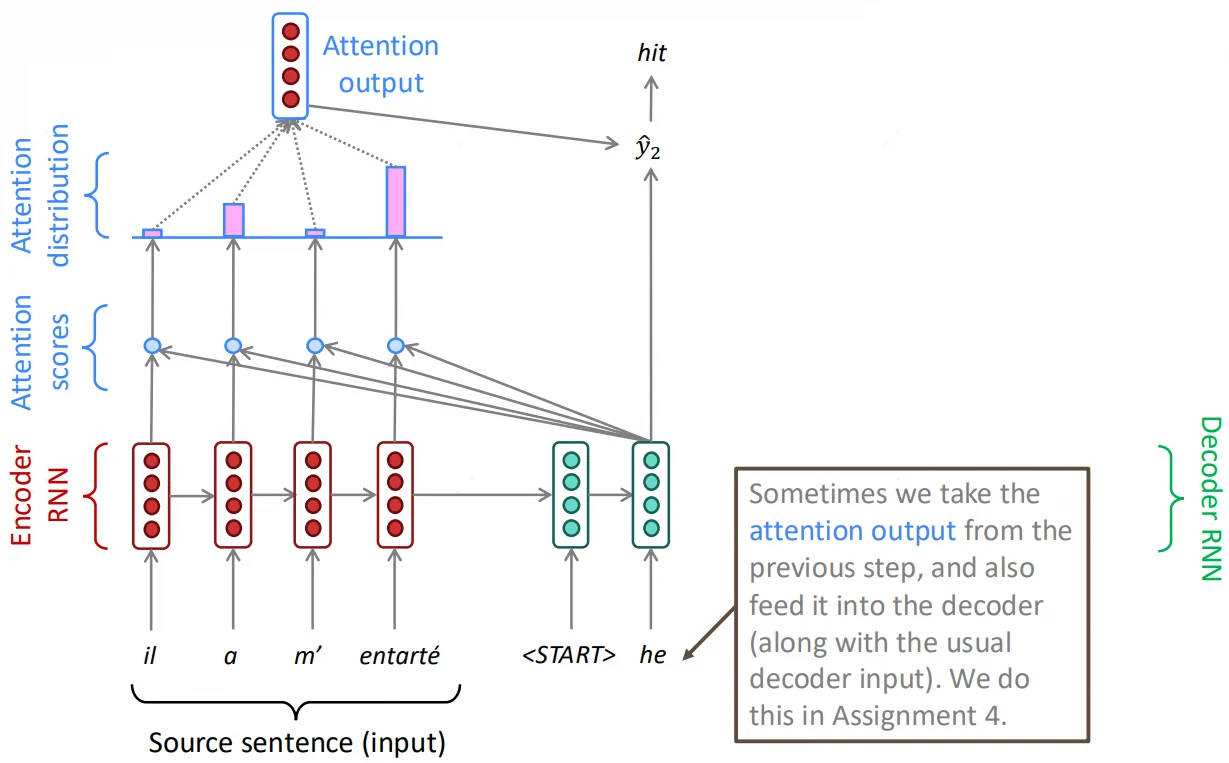 Attention
output
hit
ŷ₂
Attention
distribution
Attention
scores
Encoder
RNN
Decoder RNN
il
a
m’
entarté
<START>
he
Source sentence (input)
Sometimes we take the
attention output from the
previous step, and also
feed it into the decoder
(along with the usual
decoder input). We do
this in Assignment 4.